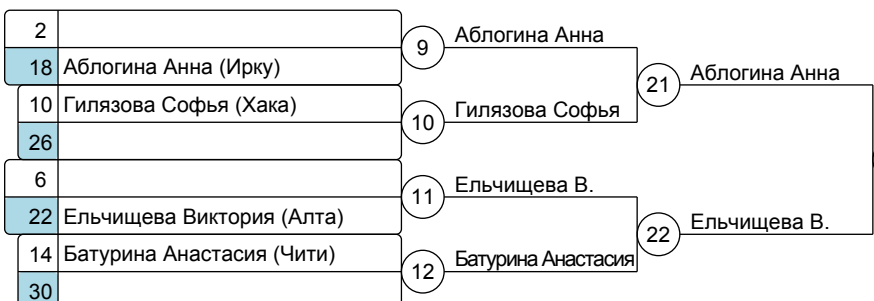 2
18 Аблогина Анна (Ирку)
9 Аблогина Анна
10 Гилязова Софья (Хака)
26
10 Гилязова Софья
21 Аблогина Анна
6
22 Ельчищева Виктория (Алта)
11 Ельчищева В.
14 Батурина Анастасия (Чити)
30
12 Батурина Анастасия
22 Ельчищева В.